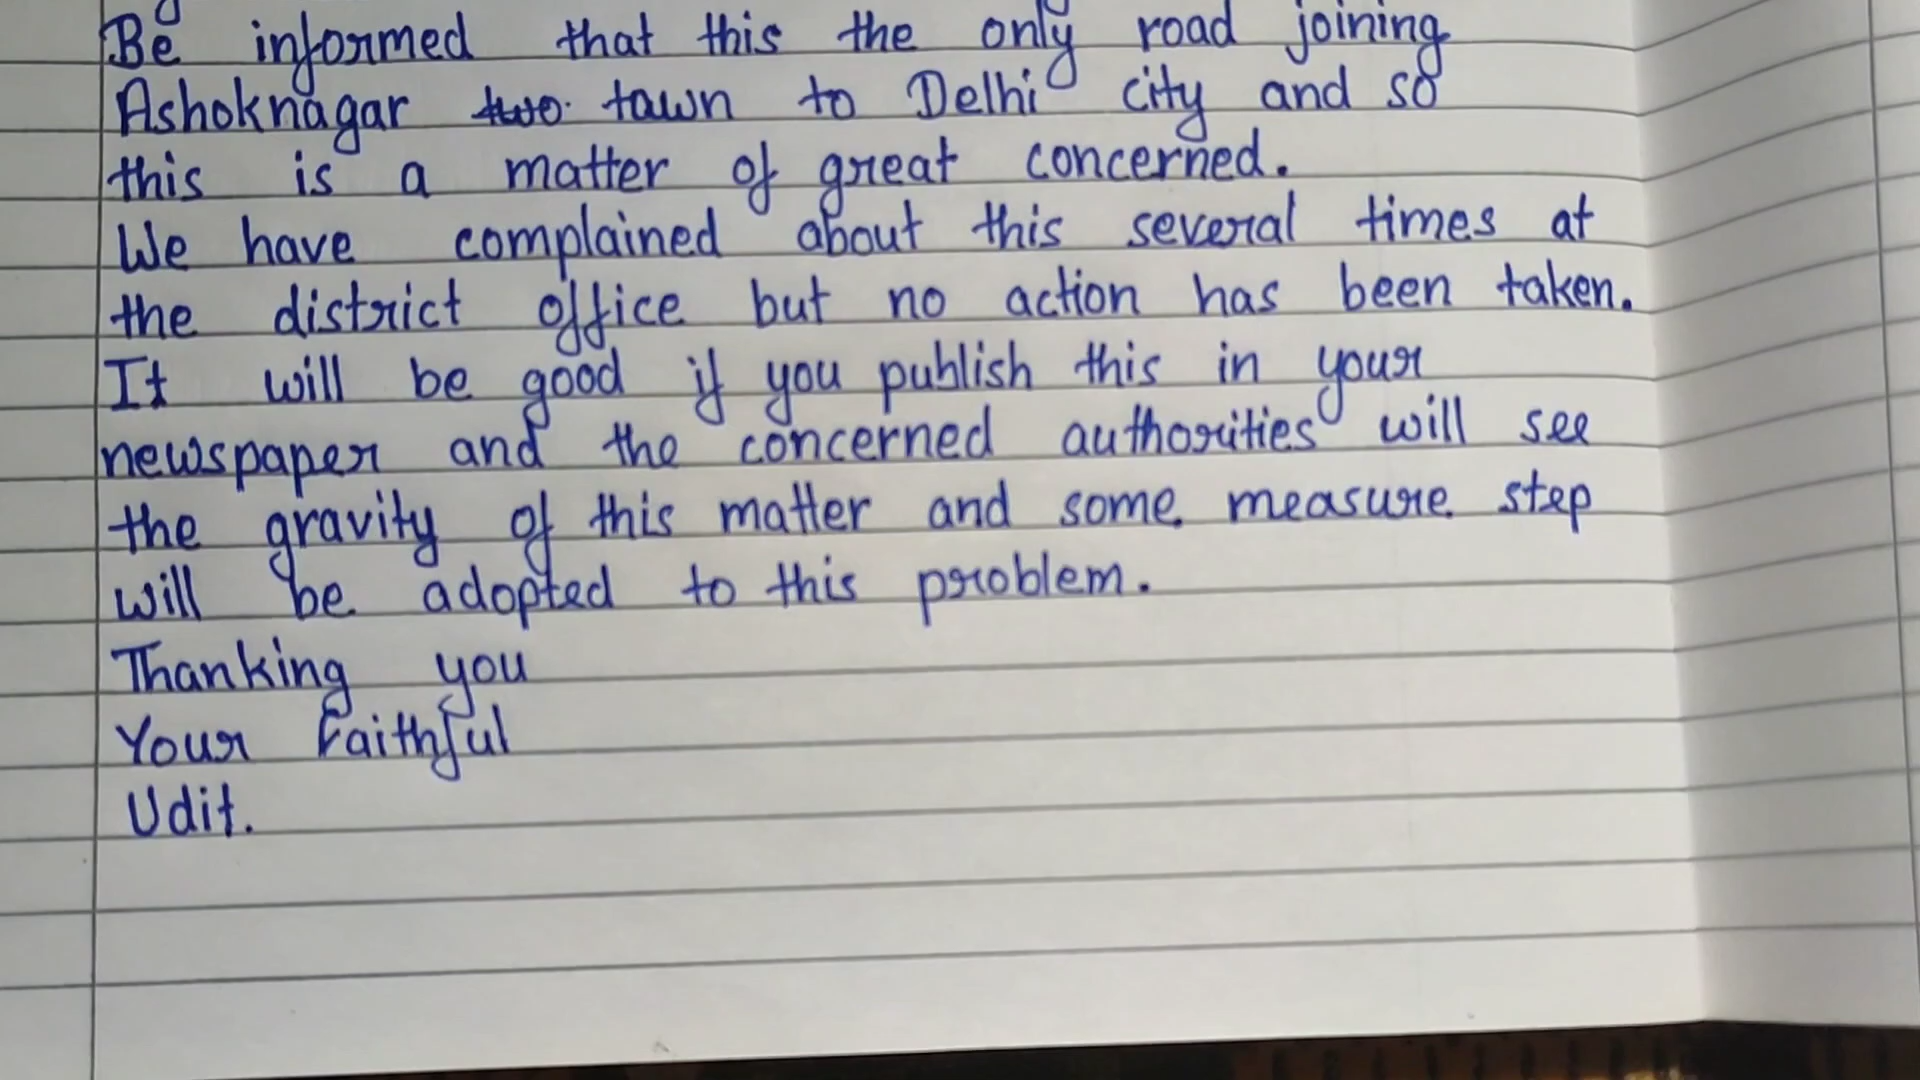 Be informed that this the only road joining
Ashoknagar two tawn to Delhi city and so
this is a matter of great concerned.
We have complained about this several times at
the district office but no action has been taken.
It will be good if you publish this in your
newspaper and the concerned authorities will see
the gravity of this matter and some measure step
will be adopted to this problem.
Thanking you
Your Faithful
Udit.